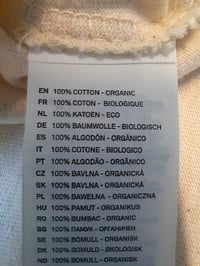 EN 100% COTTON - ORGANIC
FR 100% COTON - BIOLOGIQUE
NL 100% KATOEN - ECO
DE 100% BAUMWOLLE - BIOLOGISCH
ES 100% ALGODÓN - ORGÂNICO
IT 100% COTONE - BIOLOGICO
PT 100% ALGODÃO - ORGÂNICO
CZ 100% BAVLNA - ORGANICKÁ
SK 100% BAVLNA - ORGANICKÁ
PL 100% BAWEŁNA - ORGANICZNA
HU 100% PAMUT - ORGANIKUS
RO 100% BUMBAC - ORGANIC
BG 100% ПАМУК - ОРГАНИЧЕН
SE 100% BOMULL - ORGANISK
DK 100% BOMULD - ØKOLOGISK
NO 100% BOMULL - ORGANISK